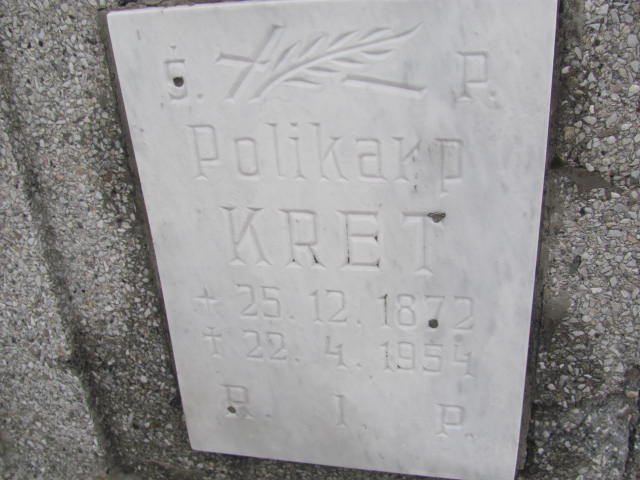 Ś. P.
Polikarp
KRET
+ 25. 12. 1872
† 22. 4. 1954
R. I. P.